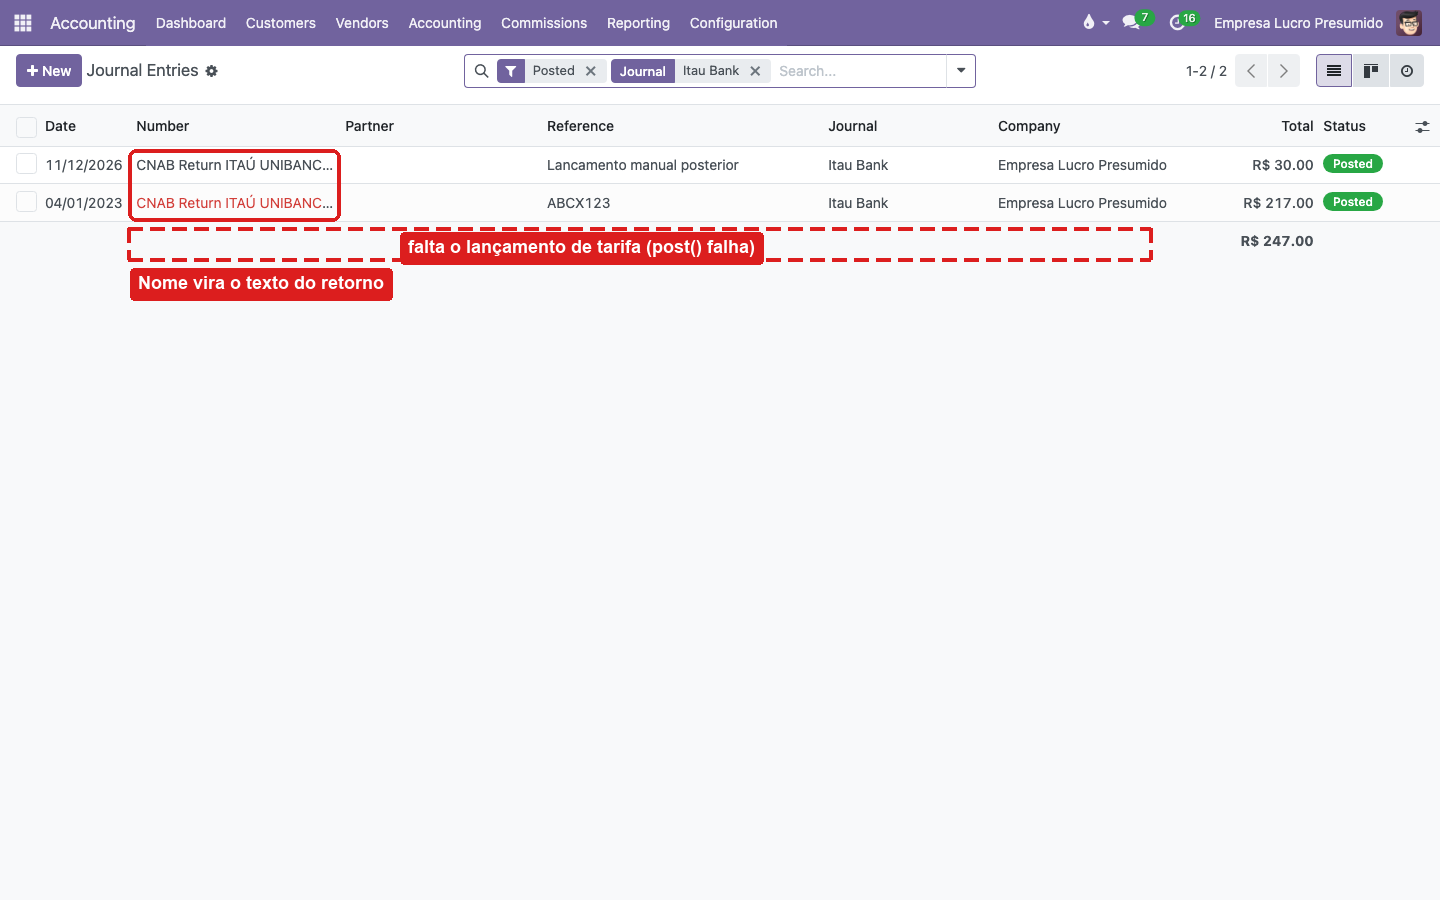 Accounting Dashboard Customers Vendors Accounting Commissions Reporting Configuration 7 16 Empresa Lucro Presumido
New Journal Entries Posted Journal Itau Bank Search... 1-2 / 2
Date Number Partner Reference Journal Company Total Status
11/12/2026 CNAB Return ITAÚ UNIBANC... Lancamento manual posterior Itau Bank Empresa Lucro Presumido R$ 30.00 Posted
04/01/2023 CNAB Return ITAÚ UNIBANC... ABCX123 Itau Bank Empresa Lucro Presumido R$ 217.00 Posted
falta o lançamento de tarifa (post() falha) R$ 247.00
Nome vira o texto do retorno